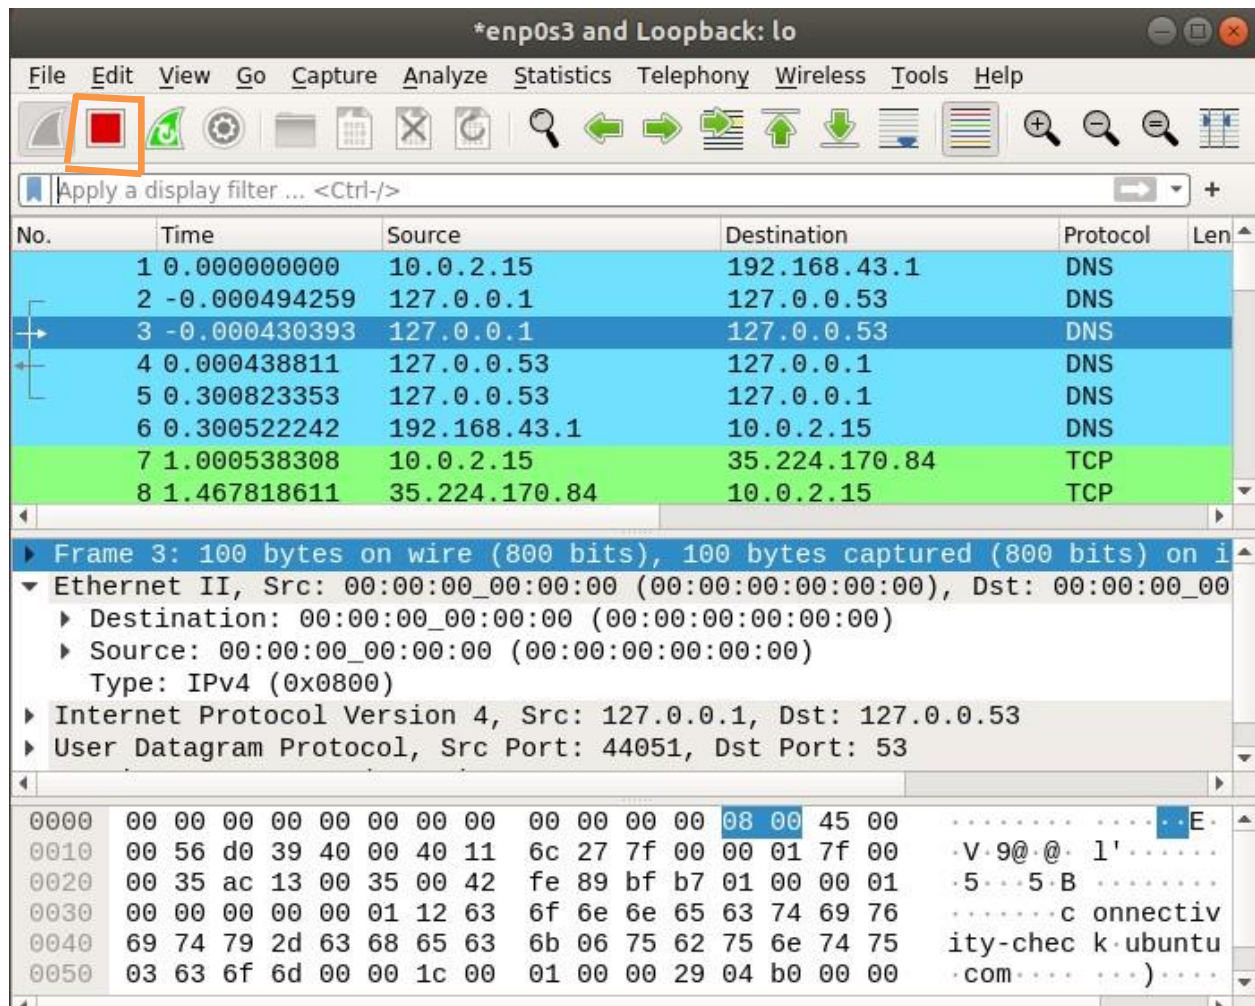 *enp0s3 and Loopback: lo
File Edit View Go Capture Analyze Statistics Telephony Wireless Tools Help
Apply a display filter ... <Ctrl-/>
No. Time Source Destination Protocol Len
1 0.000000000 10.0.2.15 192.168.43.1 DNS
2 -0.000494259 127.0.0.1 127.0.0.53 DNS
3 -0.000430393 127.0.0.1 127.0.0.53 DNS
4 0.000438811 127.0.0.53 127.0.0.1 DNS
5 0.300823353 127.0.0.53 127.0.0.1 DNS
6 0.300522242 192.168.43.1 10.0.2.15 DNS
7 1.000538308 10.0.2.15 35.224.170.84 TCP
8 1.467818611 35.224.170.84 10.0.2.15 TCP
Frame 3: 100 bytes on wire (800 bits), 100 bytes captured (800 bits) on i
Ethernet II, Src: 00:00:00_00:00:00 (00:00:00:00:00:00), Dst: 00:00:00_00
Destination: 00:00:00_00:00:00 (00:00:00:00:00:00)
Source: 00:00:00_00:00:00 (00:00:00:00:00:00)
Type: IPv4 (0x0800)
Internet Protocol Version 4, Src: 127.0.0.1, Dst: 127.0.0.53
User Datagram Protocol, Src Port: 44051, Dst Port: 53
0000 00 00 00 00 00 00 00 00 00 00 00 00 08 00 45 00 ········ ······E·
0010 00 56 d0 39 40 00 40 11 6c 27 7f 00 00 01 7f 00 ·V·9@·@· l'······
0020 00 35 ac 13 00 35 00 42 fe 89 bf b7 01 00 00 01 ·5···5·B ········
0030 00 00 00 00 00 01 12 63 6f 6e 6e 65 63 74 69 76 ·······c onnectiv
0040 69 74 79 2d 63 68 65 63 6b 06 75 62 75 6e 74 75 ity-chec k·ubuntu
0050 03 63 6f 6d 00 00 1c 00 01 00 00 29 04 b0 00 00 ·com···· ···)····